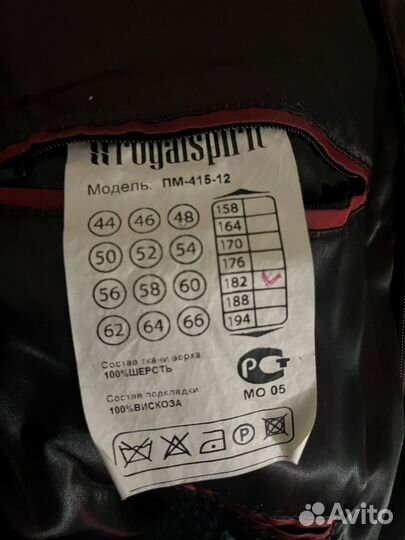 royalspirit
Модель: ПМ-415-12
44 46 48
50 52 54
56 58 60
62 64 66
158
164
170
176
182
188
194
Состав ткани верха:
100%ШЕРСТЬ
Состав подкладки
100%ВИСКОЗА
РСТ
МО 05
P
Avito